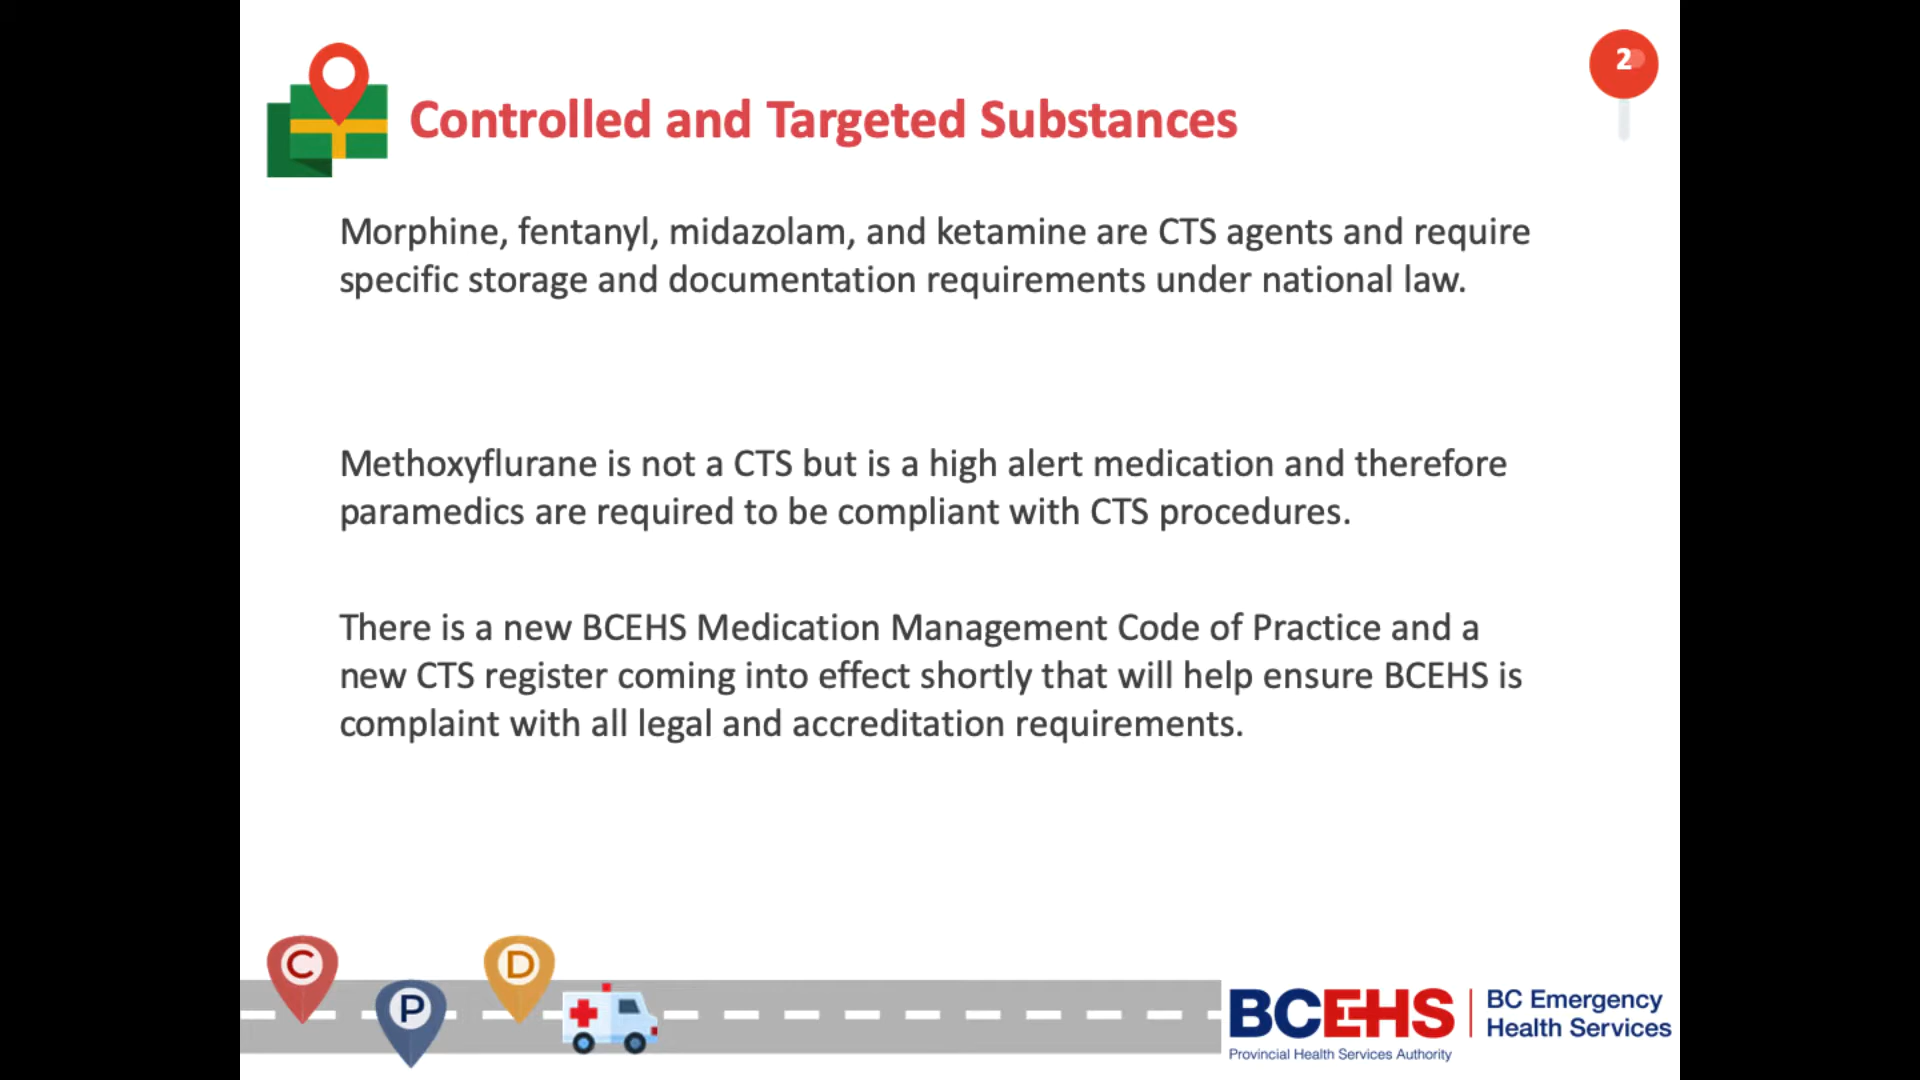 2
Controlled and Targeted Substances
Morphine, fentanyl, midazolam, and ketamine are CTS agents and require
specific storage and documentation requirements under national law.
Methoxyflurane is not a CTS but is a high alert medication and therefore
paramedics are required to be compliant with CTS procedures.
There is a new BCEHS Medication Management Code of Practice and a
new CTS register coming into effect shortly that will help ensure BCEHS is
complaint with all legal and accreditation requirements.
C
P
D
BCEHS
BC Emergency
Health Services
Provincial Health Services Authority